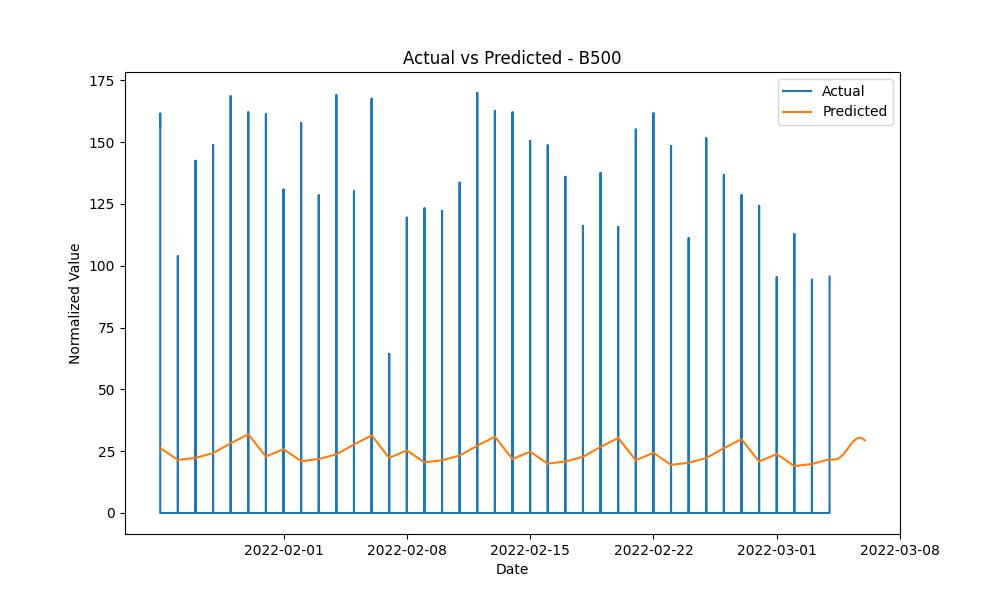 Actual vs Predicted - B500
Actual
Predicted
Normalized Value
175
150
125
100
75
50
25
0
2022-02-01 2022-02-08 2022-02-15 2022-02-22 2022-03-01 2022-03-08
Date